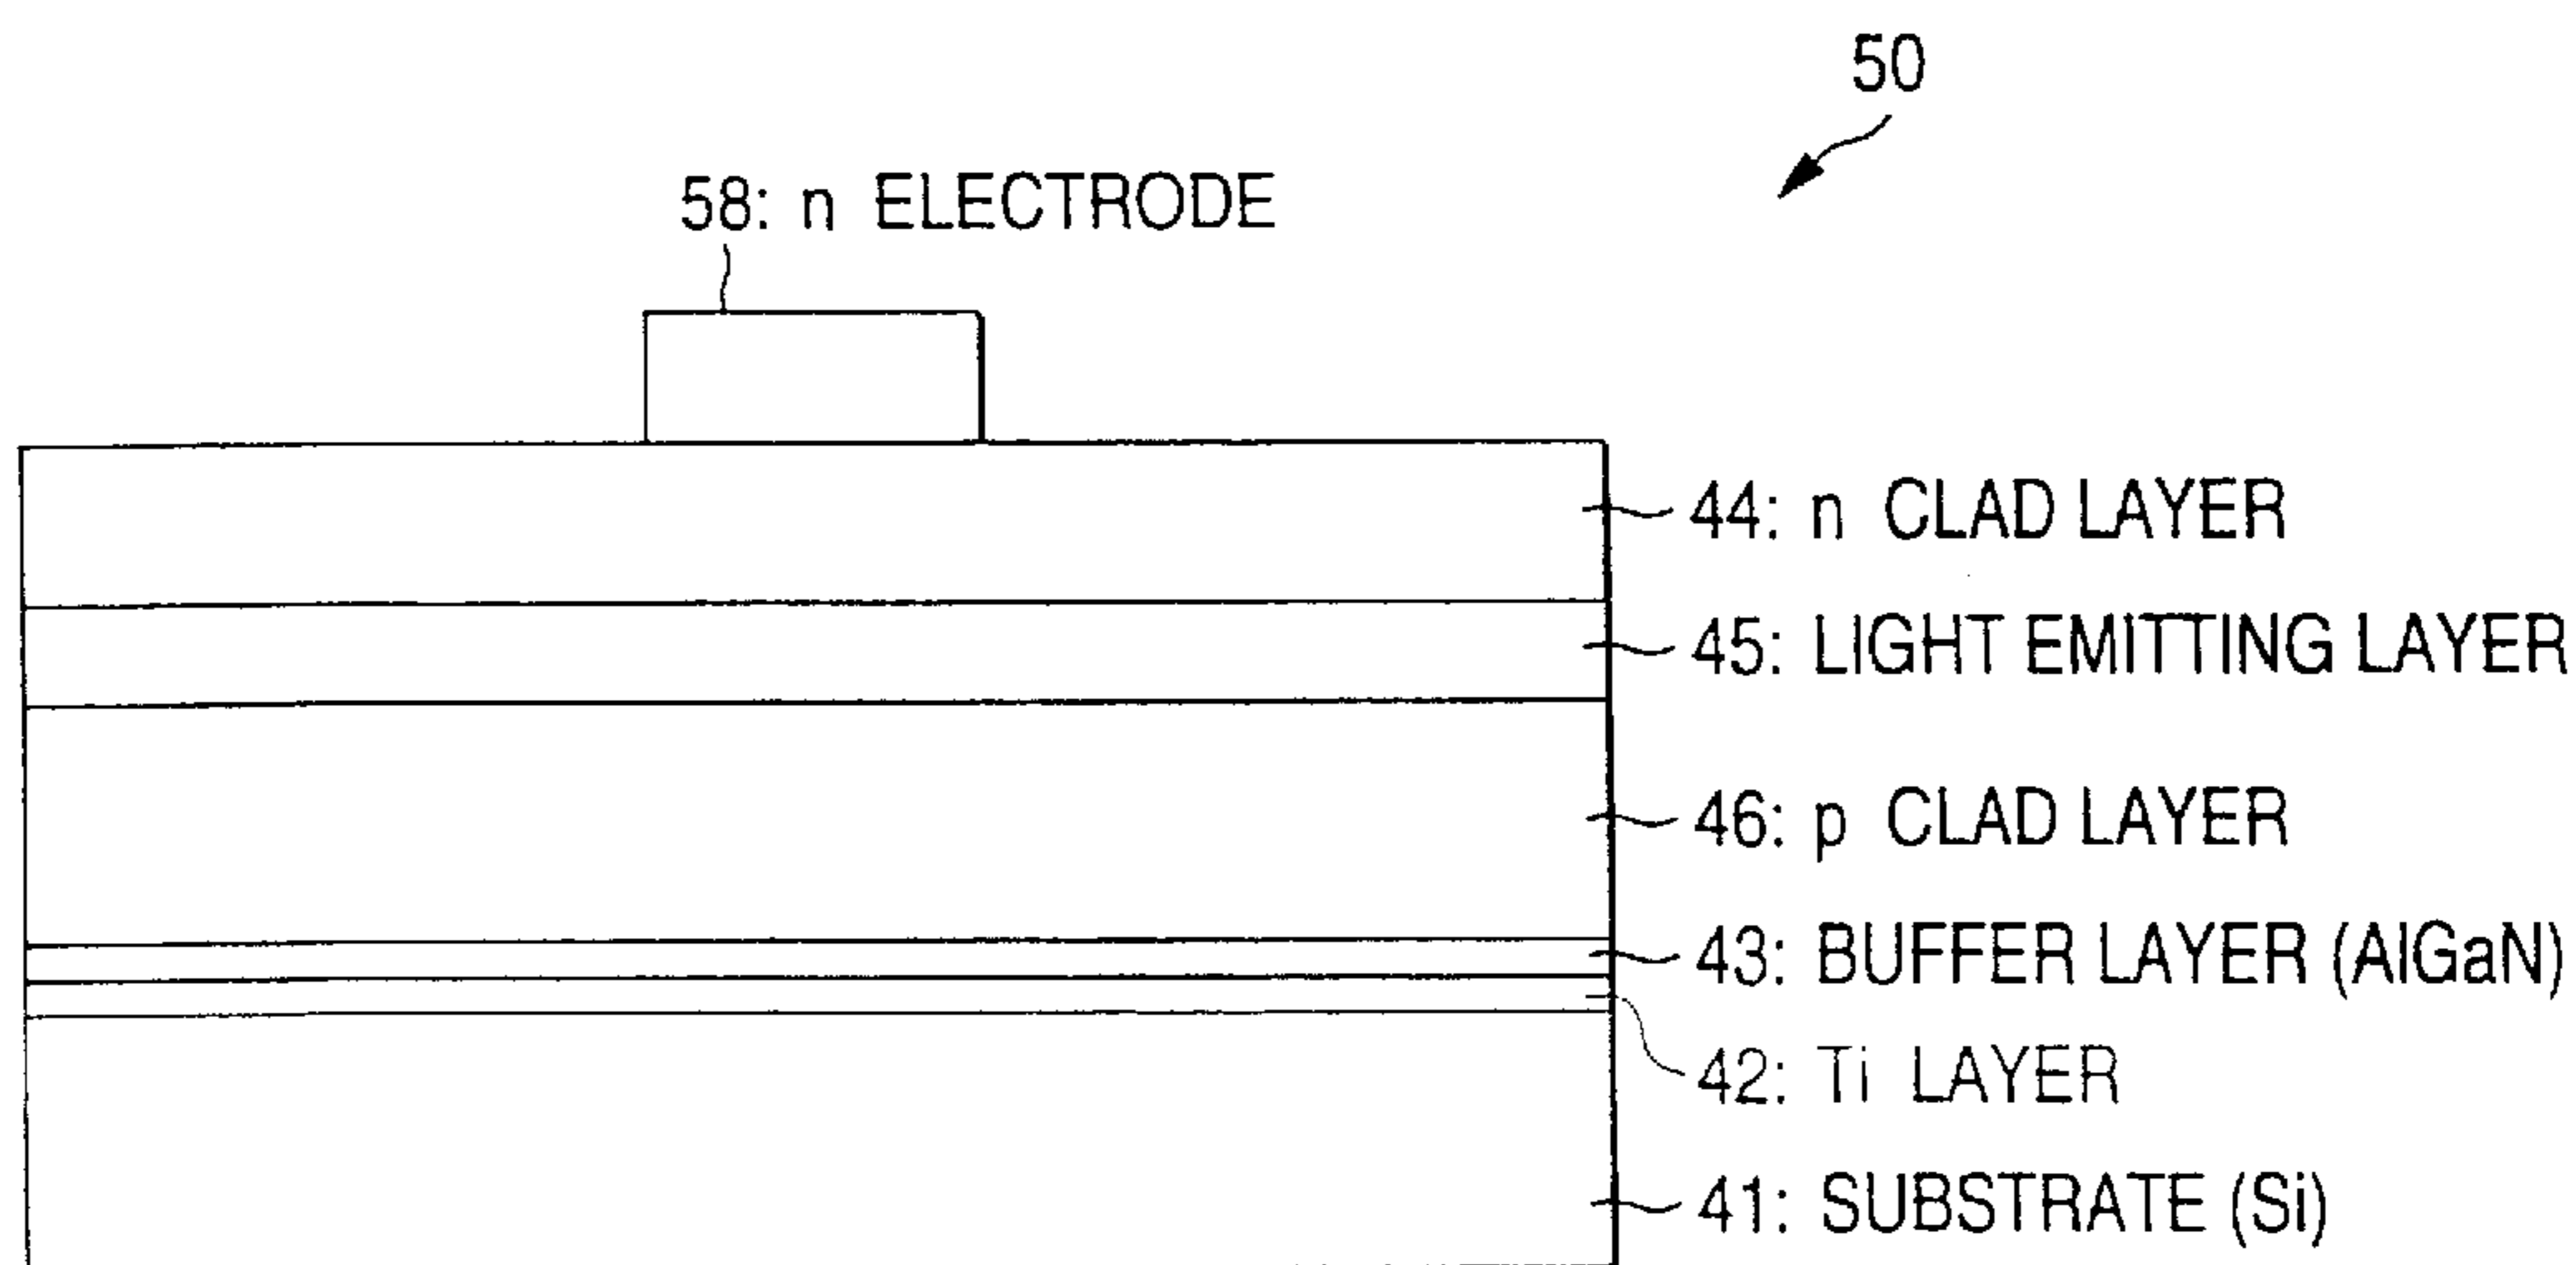 50
58: n ELECTRODE
44: n CLAD LAYER
45: LIGHT EMITTING LAYER
46: p CLAD LAYER
43: BUFFER LAYER (AlGaN)
42: Ti LAYER
41: SUBSTRATE (Si)